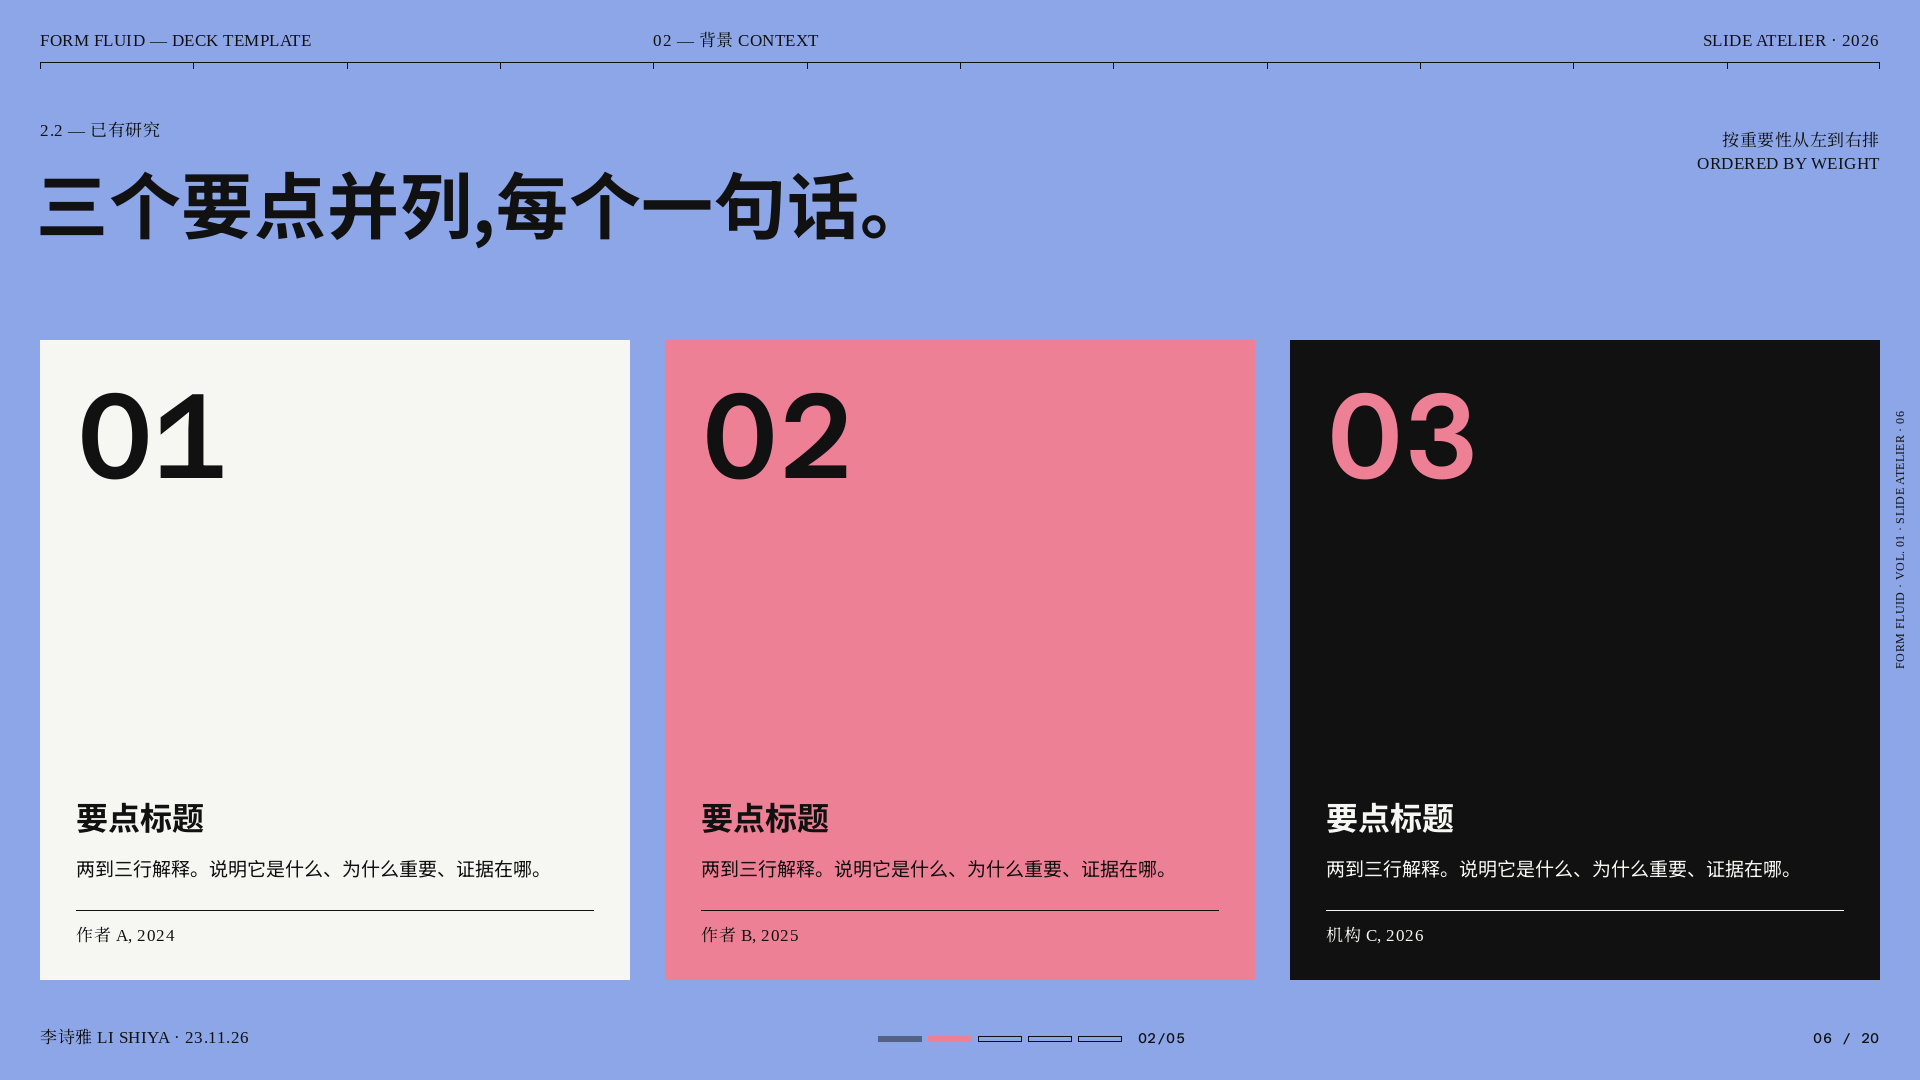 FORM FLUID — DECK TEMPLATE
02 — 背景 CONTEXT
SLIDE ATELIER · 2026
2.2 — 已有研究
三个要点并列,每个一句话。
按重要性从左到右排
ORDERED BY WEIGHT
01
要点标题
两到三行解释。说明它是什么、为什么重要、证据在哪。
作者 A, 2024
02
要点标题
两到三行解释。说明它是什么、为什么重要、证据在哪。
作者 B, 2025
03
要点标题
两到三行解释。说明它是什么、为什么重要、证据在哪。
机构 C, 2026
FORM FLUID · VOL. 01 · SLIDE ATELIER · 06
李诗雅 LI SHIYA · 23.11.26
02/05
06 / 20